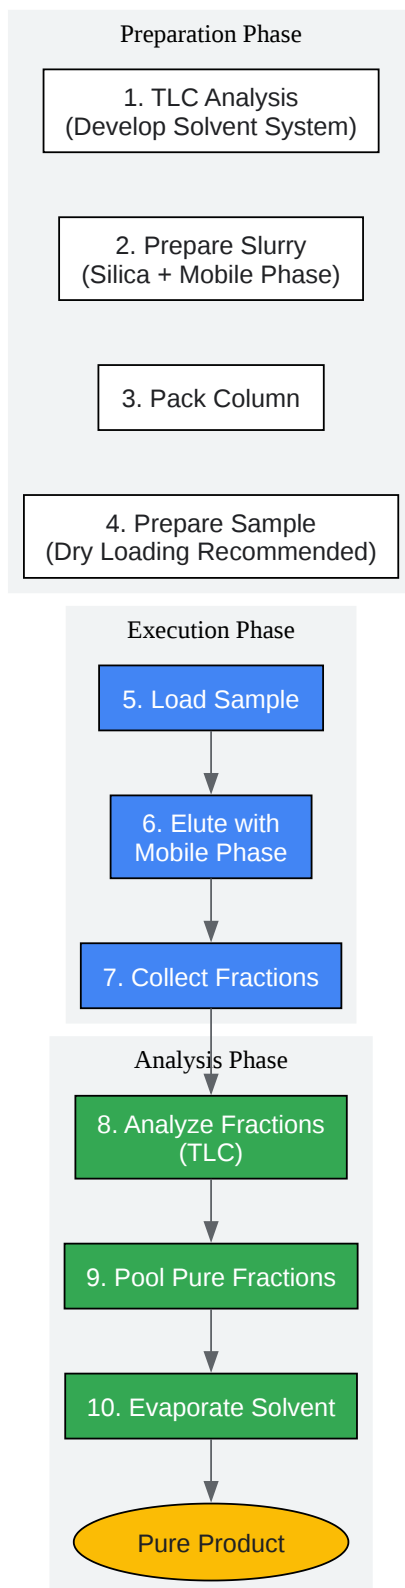 Preparation Phase
1. TLC Analysis
(Develop Solvent System)
2. Prepare Slurry
(Silica + Mobile Phase)
3. Pack Column
4. Prepare Sample
(Dry Loading Recommended)
Execution Phase
5. Load Sample
6. Elute with
Mobile Phase
7. Collect Fractions
Analysis Phase
8. Analyze Fractions
(TLC)
9. Pool Pure Fractions
10. Evaporate Solvent
Pure Product